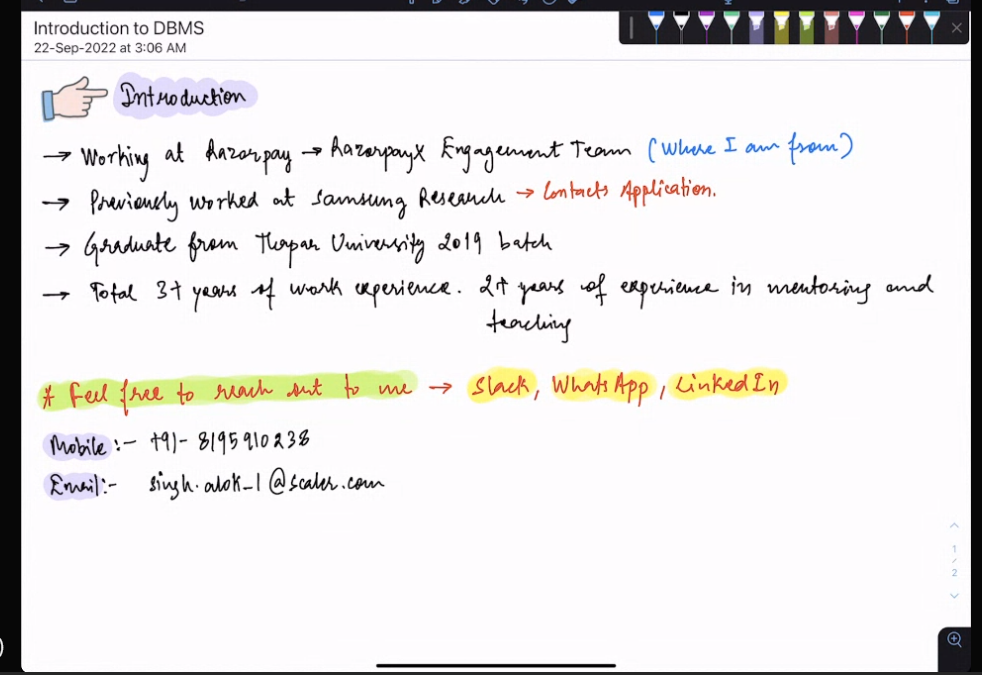 Introduction to DBMS
22-Sep-2022 at 3:06 AM
Introduction
→ Working at Razorpay → RazorpayX Engagement Team (Where I am from)
→ Previously worked at Samsung Research → Contacts Application.
→ Graduate from Thapar University 2019 batch
→ Total 3+ years of work experience. 2+ years of experience in mentoring and
teaching
* Feel free to reach out to me → Slack, WhatsApp, LinkedIn
Mobile :- +91- 8195910238
Email:- singh.alok_1@scaler.com
1
/
2